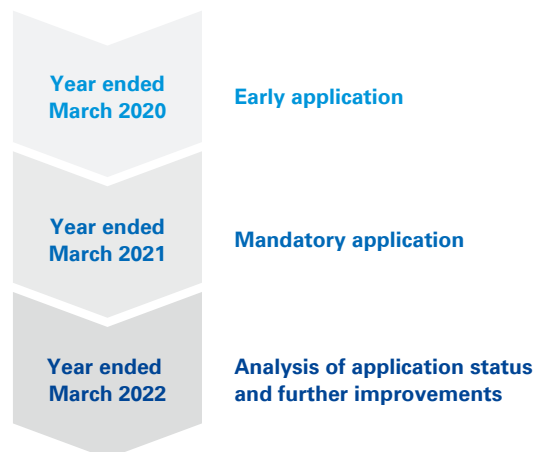 Year ended
March 2020
Early application
Year ended
March 2021
Mandatory application
Year ended
March 2022
Analysis of application status
and further improvements